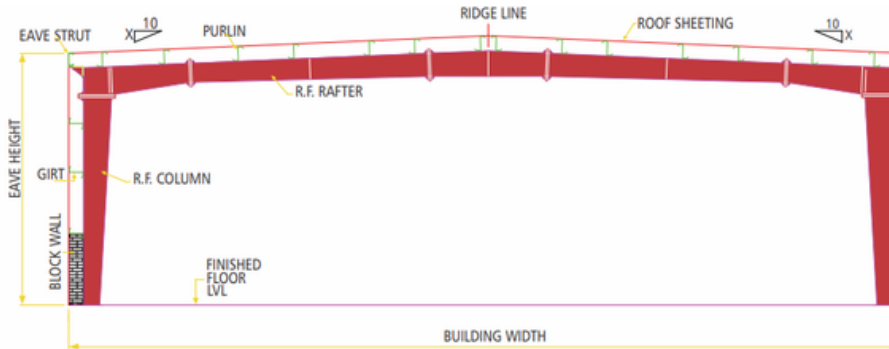 RIDGE LINE
10
X
EAVE STRUT
PURLIN
ROOF SHEETING
10
X
R.F. RAFTER
EAVE HEIGHT
GIRT
R.F. COLUMN
BLOCK WALL
FINISHED
FLOOR
LVL
BUILDING WIDTH